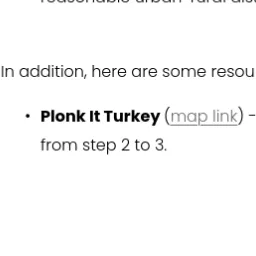 reasonable urban-rural dis
In addition, here are some resou
• Plonk It Turkey (map link) -
from step 2 to 3.